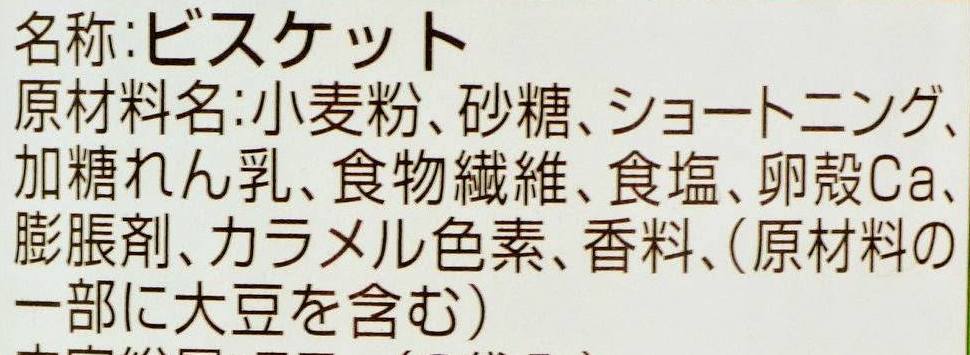 名称:ビスケット
原材料名:小麦粉、砂糖、ショートニング、
加糖れん乳、食物繊維、食塩、卵殻Ca、
膨脹剤、カラメル色素、香料、(原材料の
一部に大豆を含む)